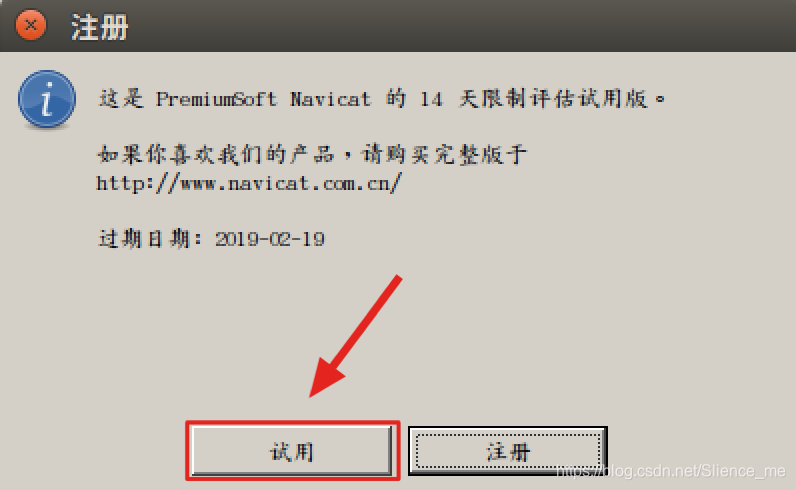 注册
这是 PremiumSoft Navicat 的 14 天限制评估试用版。
如果你喜欢我们的产品，请购买完整版于
http://www.navicat.com.cn/
过期日期: 2019-02-19
试用
注册
https://blog.csdn.net/Slience_me